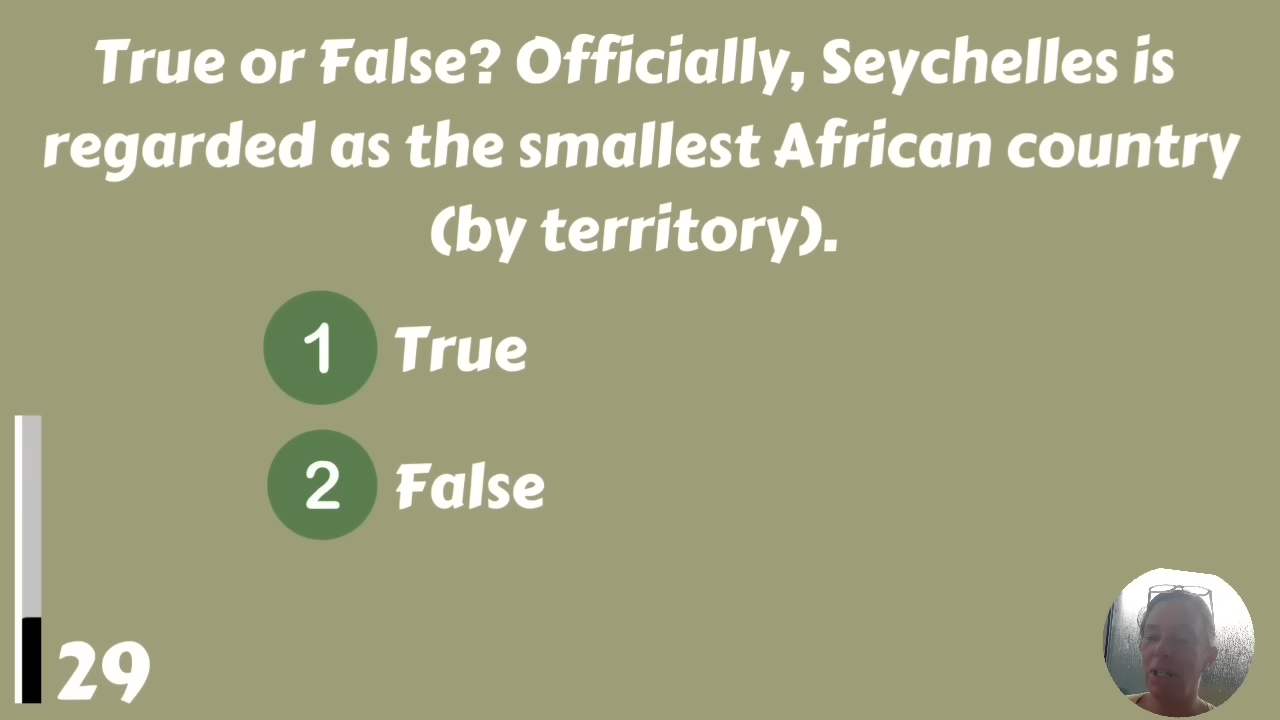 True or False? Officially, Seychelles is
regarded as the smallest African country
(by territory).
1 True
2 False
29